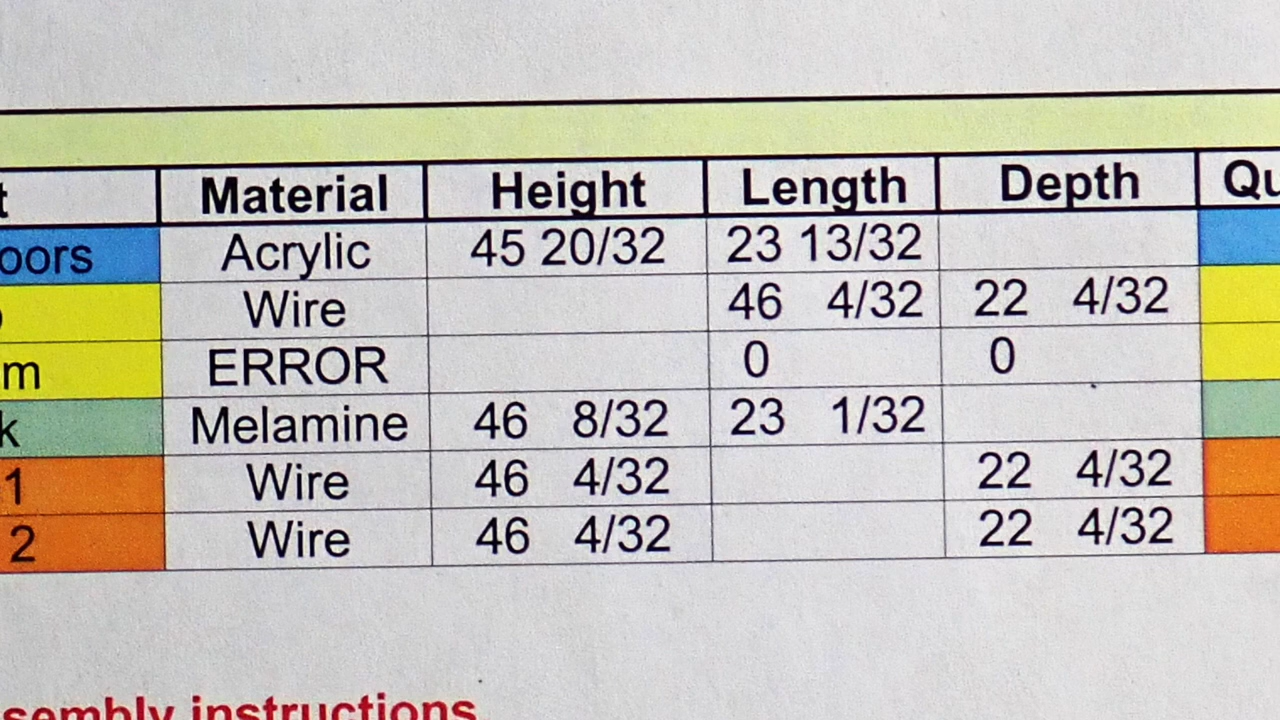 t Material Height Length Depth Qu
oors Acrylic 45 20/32 23 13/32
Wire 46 4/32 22 4/32
m ERROR 0 0
k Melamine 46 8/32 23 1/32
1 Wire 46 4/32 22 4/32
2 Wire 46 4/32 22 4/32
sembly instructions